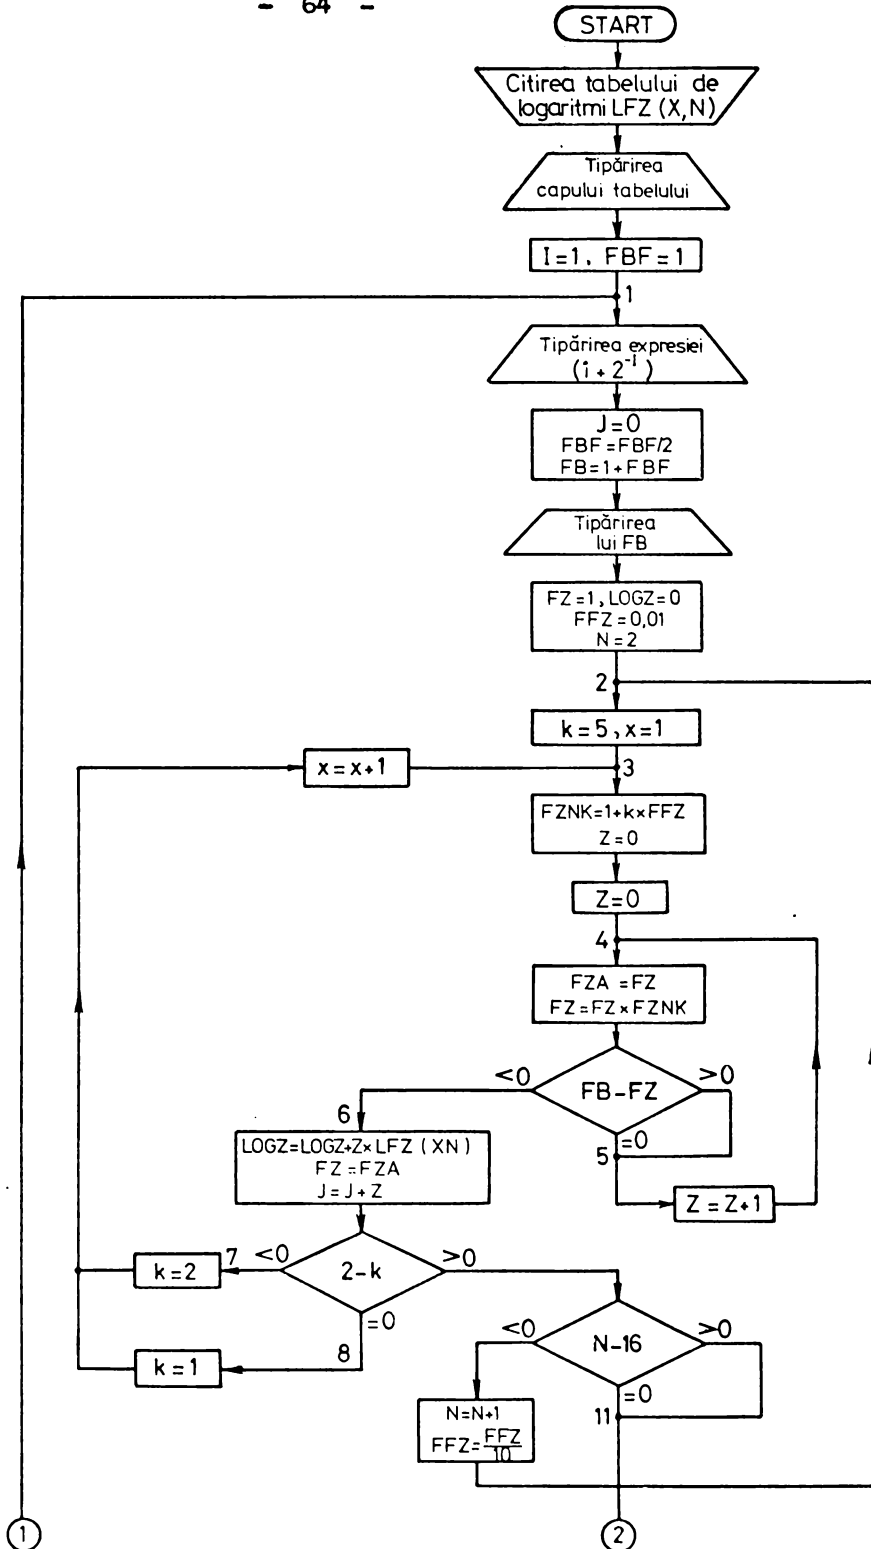 - 64 -
START
Citirea tabelului de
logaritmi LFZ (X,N)
Tipărirea
capului tabelului
I=1, FBF=1
1
Tipărirea expresiei
(i + 2⁻ᴵ)
J=0
FBF=FBF/2
FB=1+FBF
Tipărirea
lui FB
FZ=1, LOGZ=0
FFZ=0,01
N=2
2
k=5, x=1
x=x+1
3
FZNK=1+k×FFZ
Z=0
Z=0
4
FZA=FZ
FZ=FZ×FZNK
<0
FB-FZ
>0
=0
5
6
LOGZ=LOGZ+Z×LFZ (XN)
FZ=FZA
J=J+Z
Z=Z+1
k=2
7
<0
2-k
>0
=0
8
k=1
<0
N-16
>0
=0
11
N=N+1
FFZ=FFZ/10
1
2